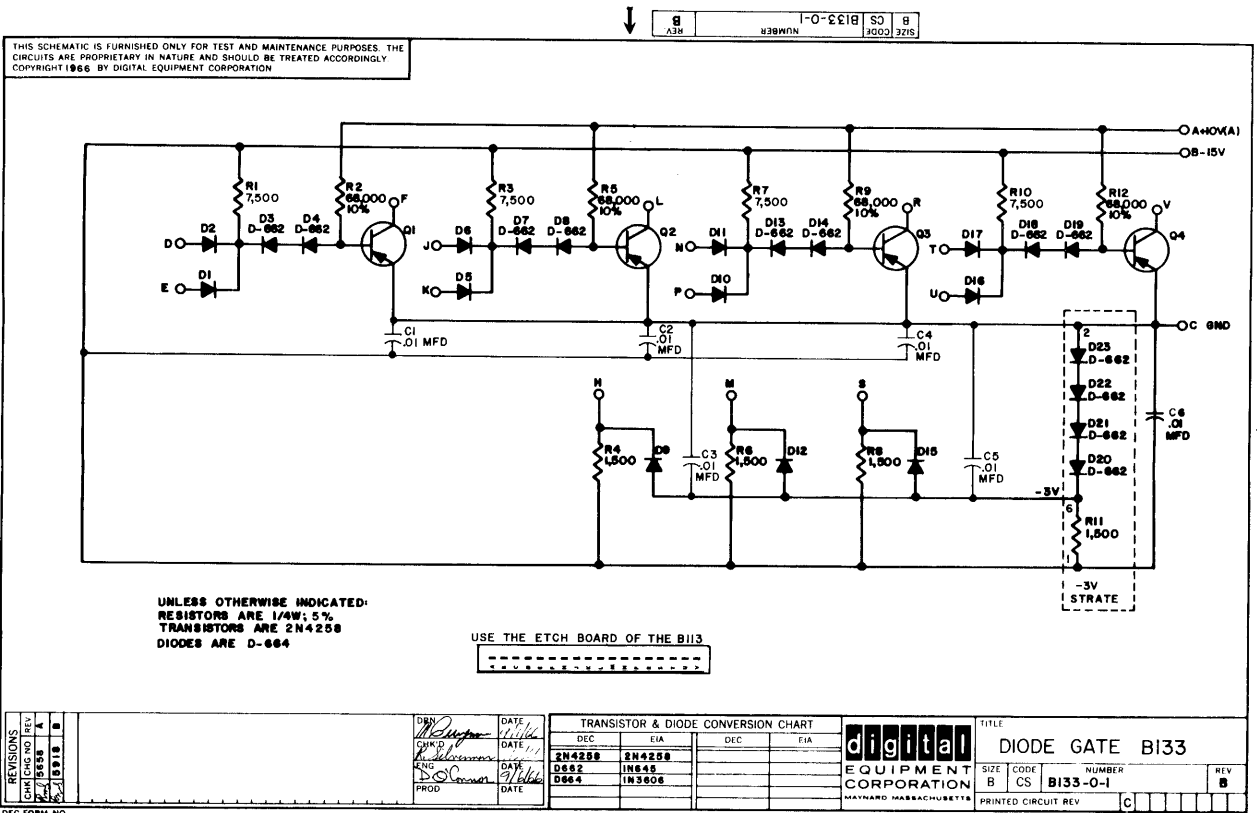 SIZE CODE NUMBER REV
B CS B133-0-1 B
THIS SCHEMATIC IS FURNISHED ONLY FOR TEST AND MAINTENANCE PURPOSES. THE
CIRCUITS ARE PROPRIETARY IN NATURE AND SHOULD BE TREATED ACCORDINGLY
COPYRIGHT 1966 BY DIGITAL EQUIPMENT CORPORATION
A+10V(A)
B-15V
R1
7,500
R2
68,000
10%
F
D2
D3
D-662
D4
D-662
Q1
D
D1
E
R3
7,500
R5
68,000
10%
L
D6
D7
D-662
D8
D-662
Q2
J
D5
K
R7
7,500
R9
68,000
10%
R
D11
D13
D-662
D14
D-662
Q3
N
D10
P
R10
7,500
R12
68,000
10%
V
D17
D18
D-662
D19
D-662
Q4
T
D16
U
C GND
C1
.01 MFD
C2
.01
MFD
C4
.01
MFD
2
D23
D-662
D22
D-662
D21
D-662
D20
D-662
C6
.01
MFD
H
M
S
R4
1,500
D9
C3
.01
MFD
R6
1,500
D12
R8
1,500
D15
C5
.01
MFD
-3V
6
R11
1,500
1
-3V
STRATE
UNLESS OTHERWISE INDICATED:
RESISTORS ARE 1/4W; 5%
TRANSISTORS ARE 2N4258
DIODES ARE D-664
USE THE ETCH BOARD OF THE B113
REVISIONS
CHK CHG NO REV
5658 A
5918 B
DRN DATE
CHK'D DATE
ENG DATE
D O'Connor 9/6/66
PROD DATE
TRANSISTOR & DIODE CONVERSION CHART
DEC EIA DEC EIA
2N4258 2N4258
D662 IN645
D664 IN3606
digital
EQUIPMENT
CORPORATION
MAYNARD MASSACHUSETTS
TITLE
DIODE GATE B133
SIZE CODE NUMBER REV
B CS B133-0-1 B
PRINTED CIRCUIT REV C
DEC FORM NO